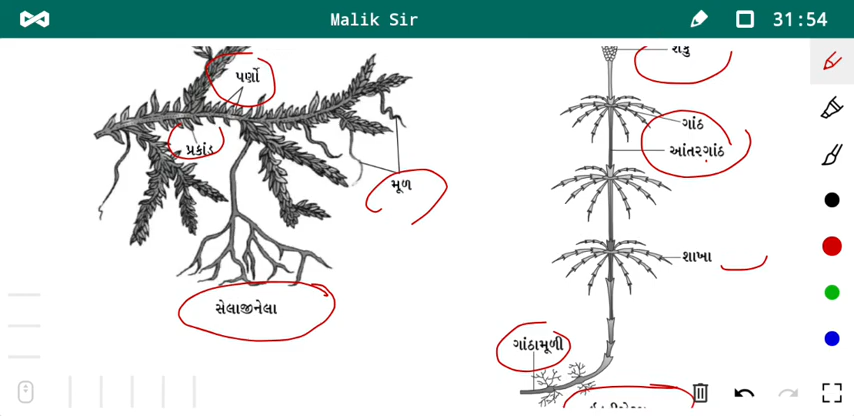 Malik Sir
31:54
પર્ણો
પ્રકાંડ
મૂળ
સેલાજીનેલા
શંકુ
ગાંઠ
આંતરગાંઠ
શાખા
ગાંઠામૂળી